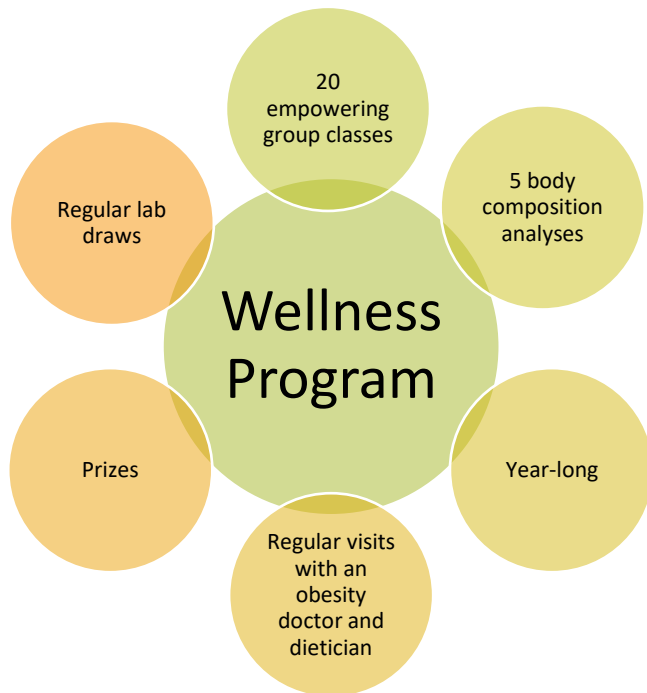 20
empowering
group classes
5 body
composition
analyses
Year-long
Regular visits
with an
obesity
doctor and
dietician
Prizes
Regular lab
draws
Wellness
Program